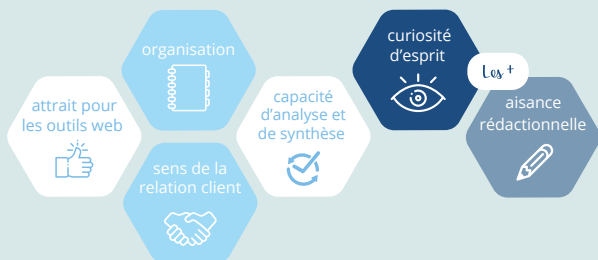 attrait pour
les outils web
organisation
sens de la
relation client
capacité
d'analyse et
de synthèse
curiosité
d'esprit
Les +
aisance
rédactionnelle